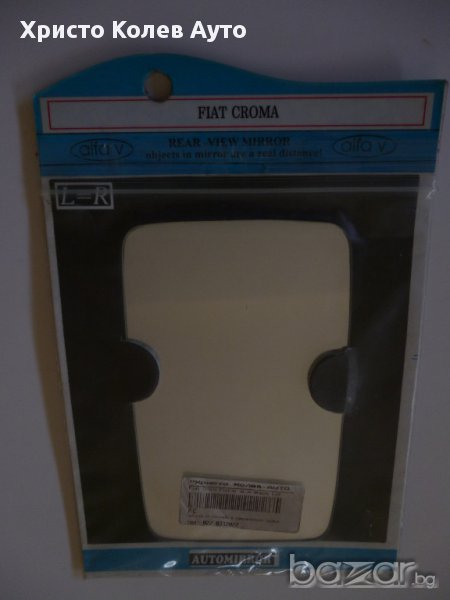 Христо Колев Ауто
FIAT CROMA
alfa v
REAR -VIEW MIRROR
objects in mirror are a real distance!
alfa v
L=R
AUTOMIRROR
bazar.bg